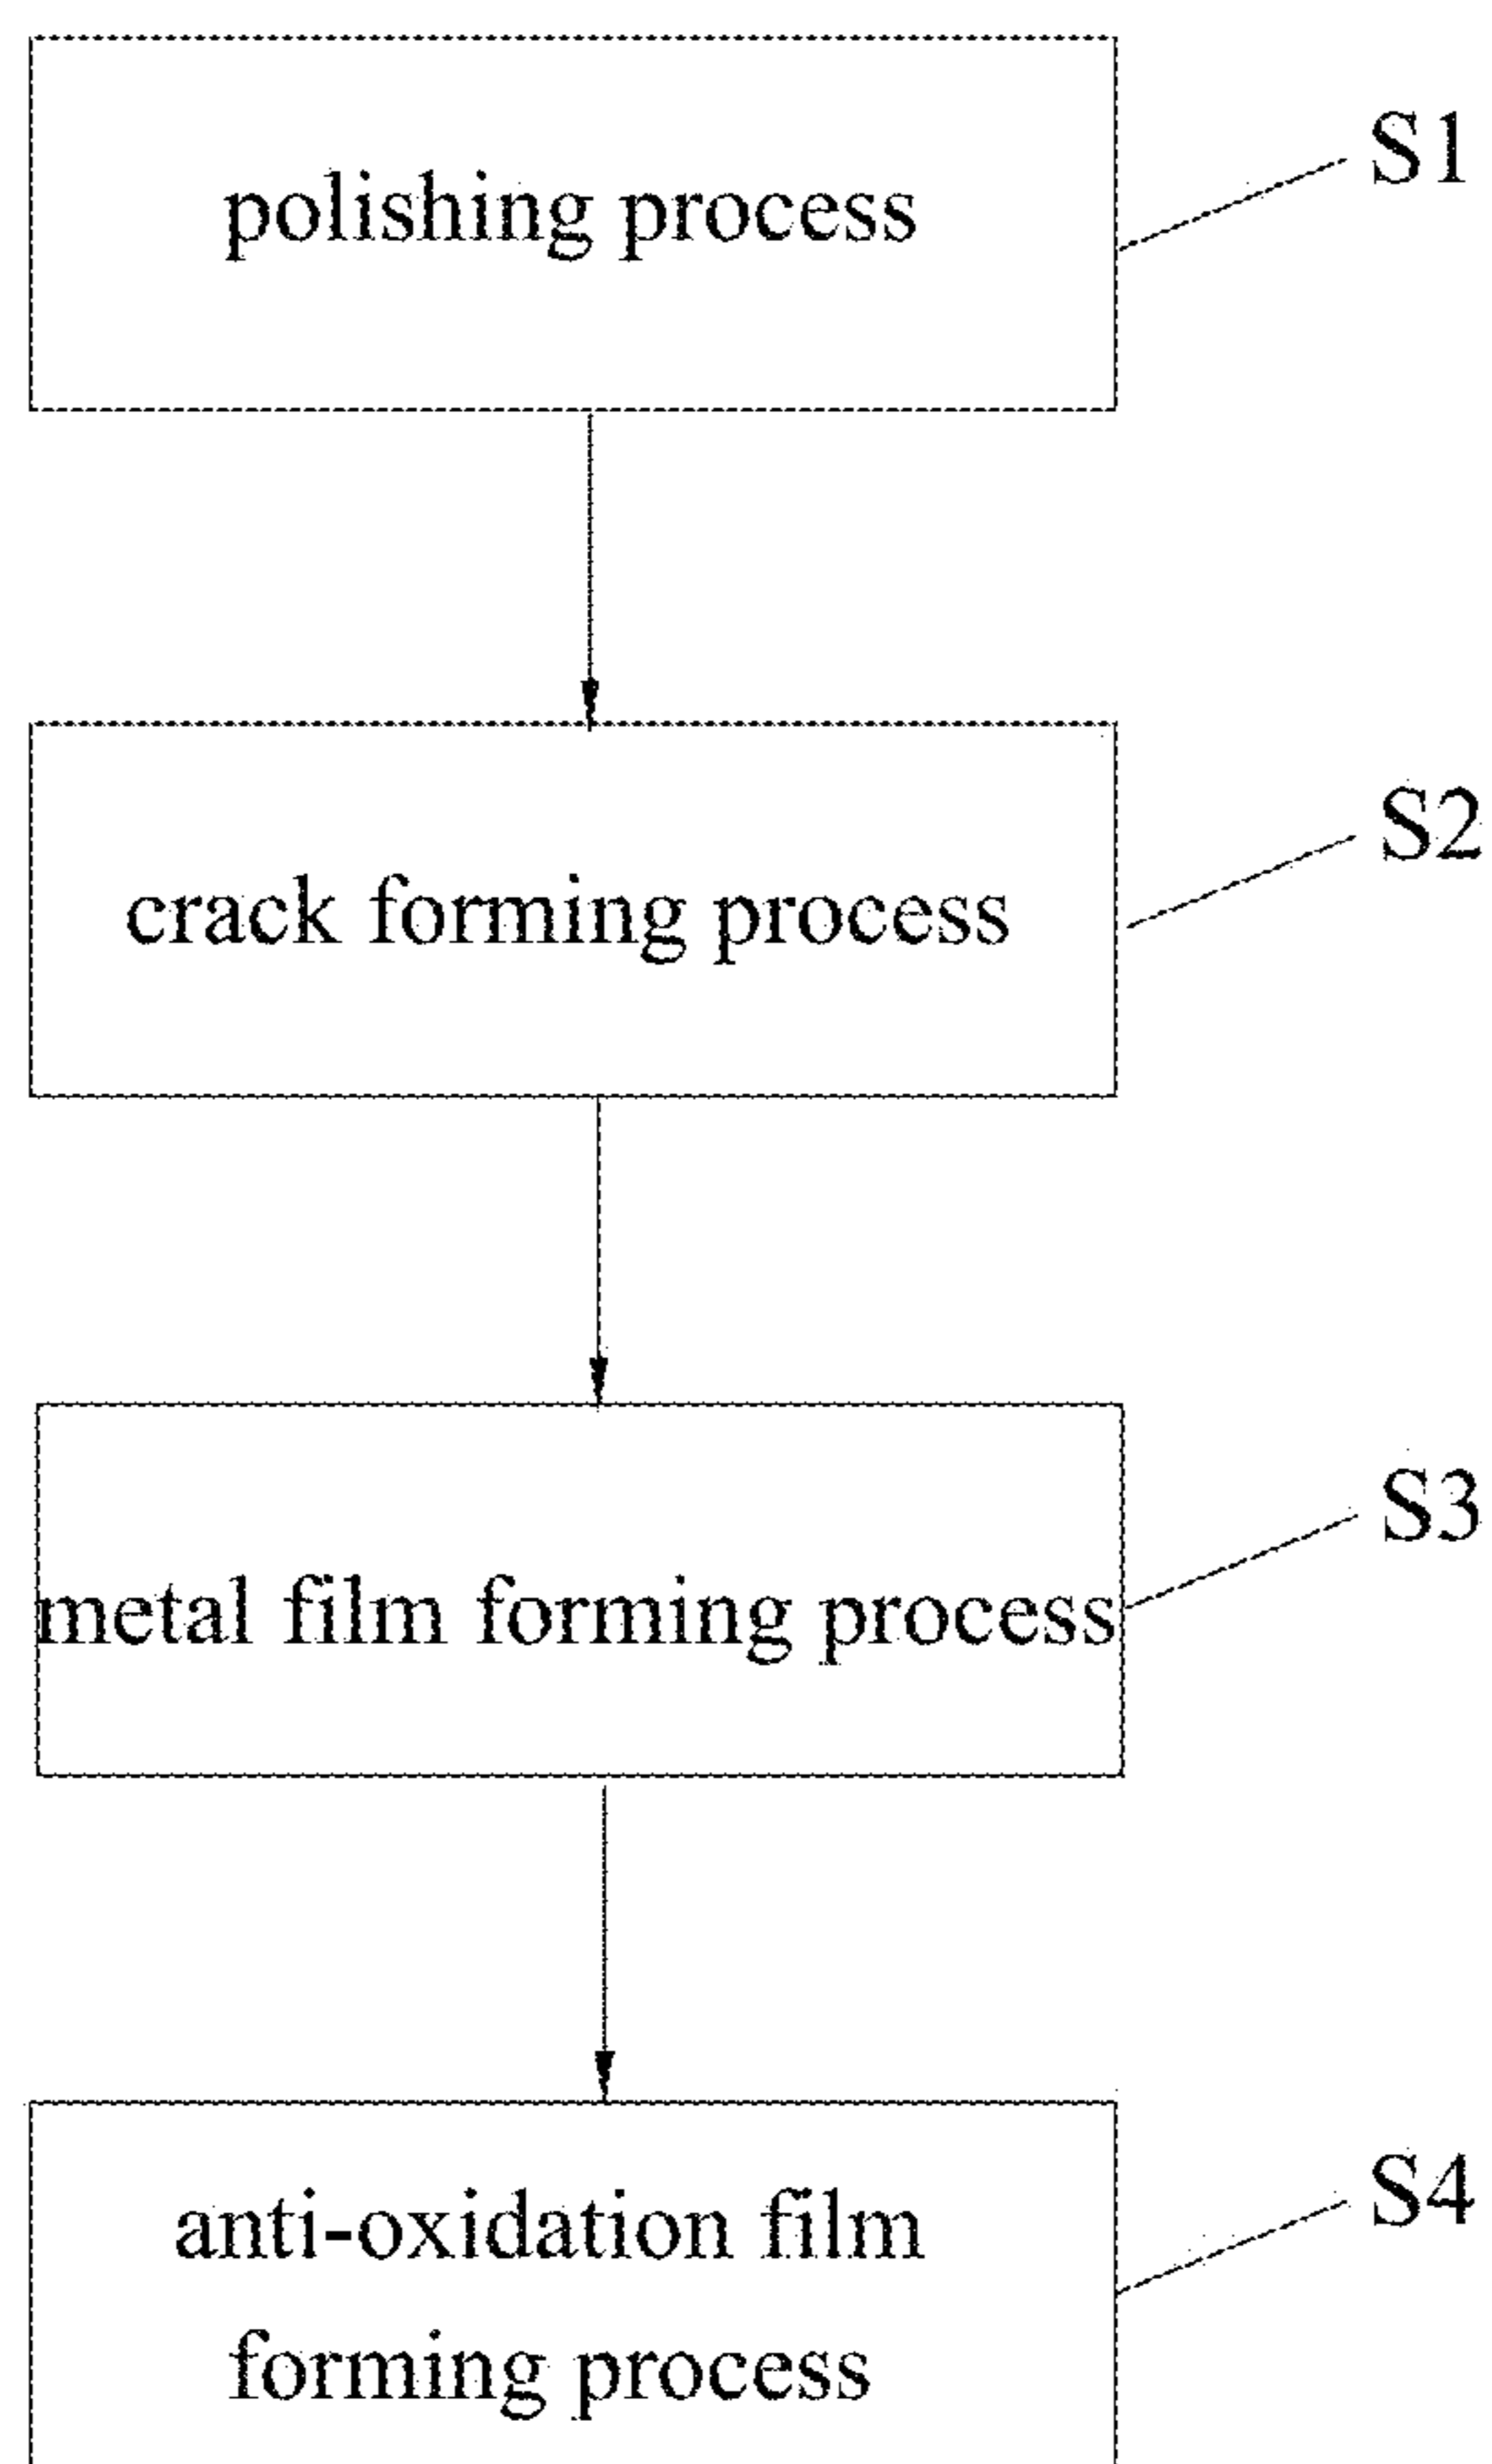 polishing process
S1
crack forming process
S2
metal film forming process
S3
anti-oxidation film
forming process
S4